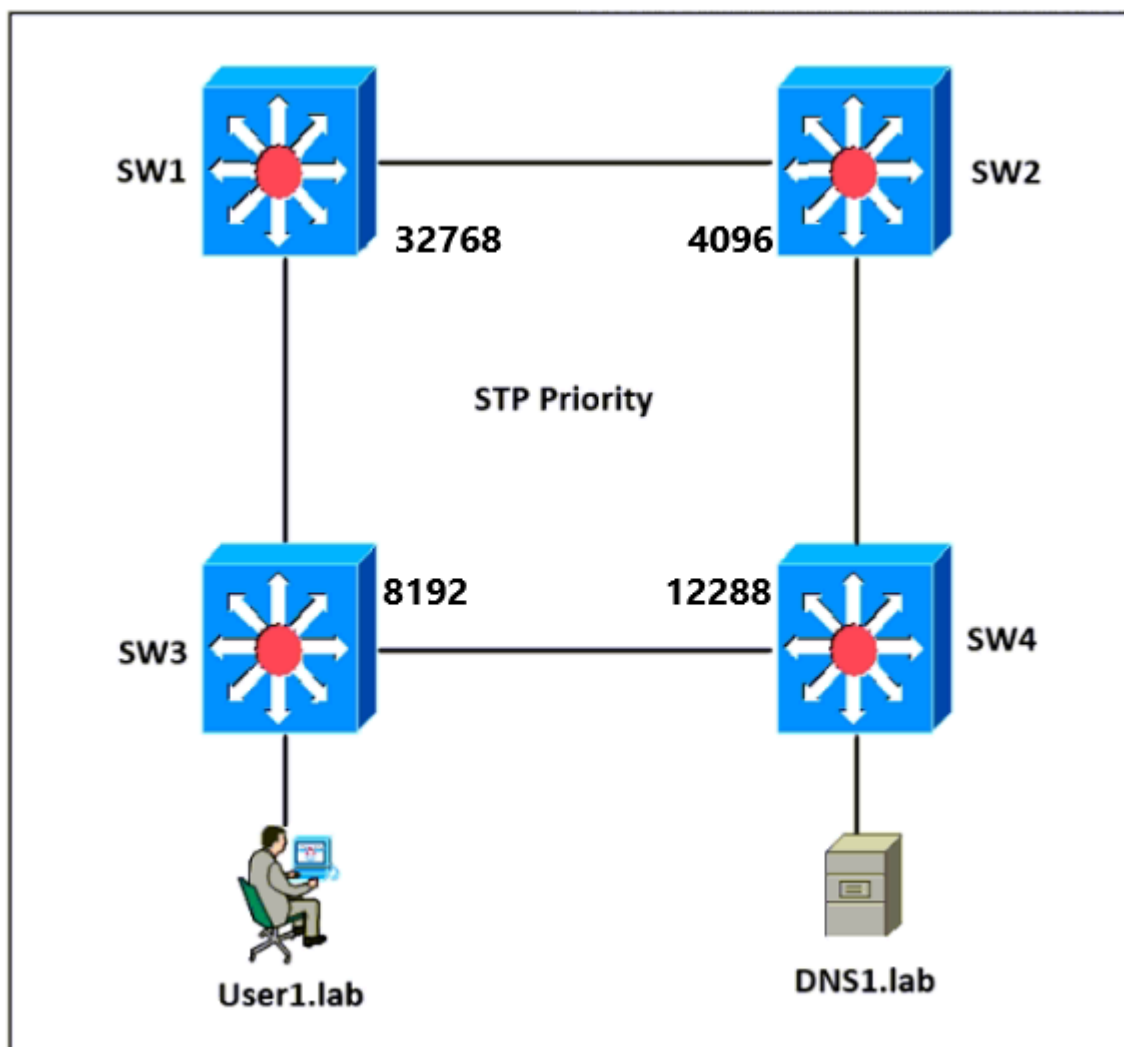 SW1
SW2
32768
4096
STP Priority
8192
12288
SW3
SW4
User1.lab
DNS1.lab